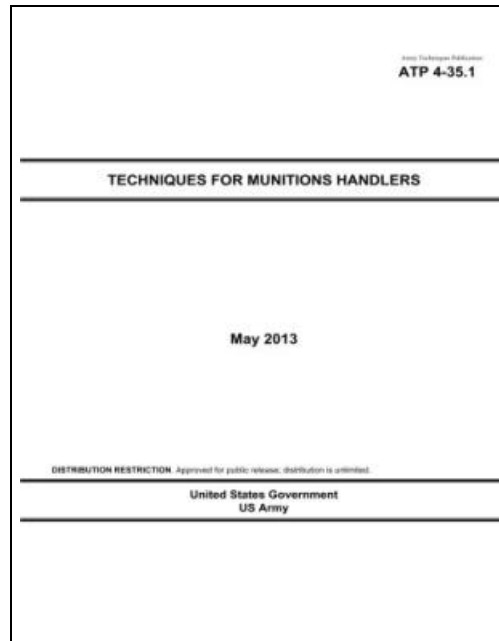 Army Techniques Publication
ATP 4-35.1
TECHNIQUES FOR MUNITIONS HANDLERS
May 2013
DISTRIBUTION RESTRICTION. Approved for public release; distribution is unlimited.
United States Government
US Army